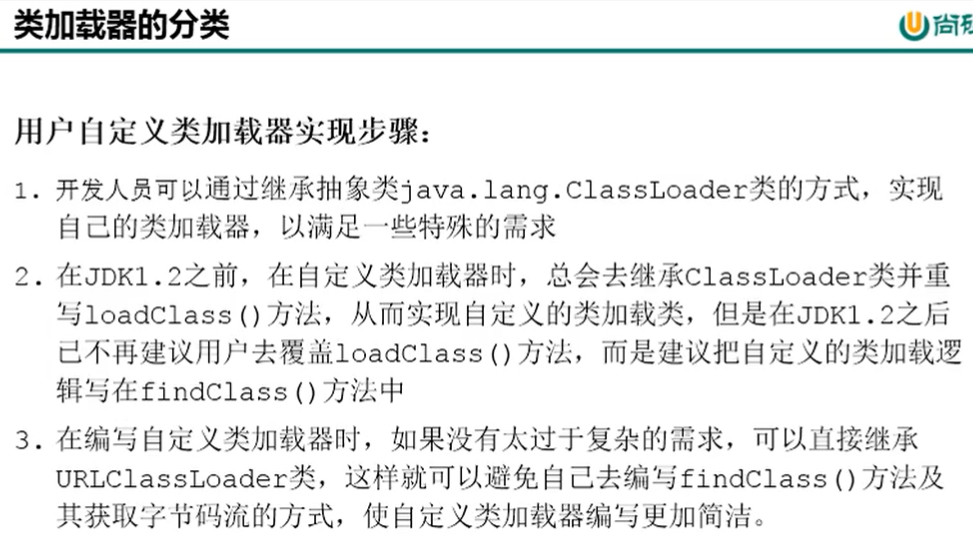 类加载器的分类
尚硅
用户自定义类加载器实现步骤：
1. 开发人员可以通过继承抽象类java.lang.ClassLoader类的方式，实现
自己的类加载器，以满足一些特殊的需求
2. 在JDK1.2之前，在自定义类加载器时，总会去继承ClassLoader类并重
写loadClass()方法，从而实现自定义的类加载类，但是在JDK1.2之后
已不再建议用户去覆盖loadClass()方法，而是建议把自定义的类加载逻
辑写在findClass()方法中
3. 在编写自定义类加载器时，如果没有太过于复杂的需求，可以直接继承
URLClassLoader类，这样就可以避免自己去编写findClass()方法及
其获取字节码流的方式，使自定义类加载器编写更加简洁。